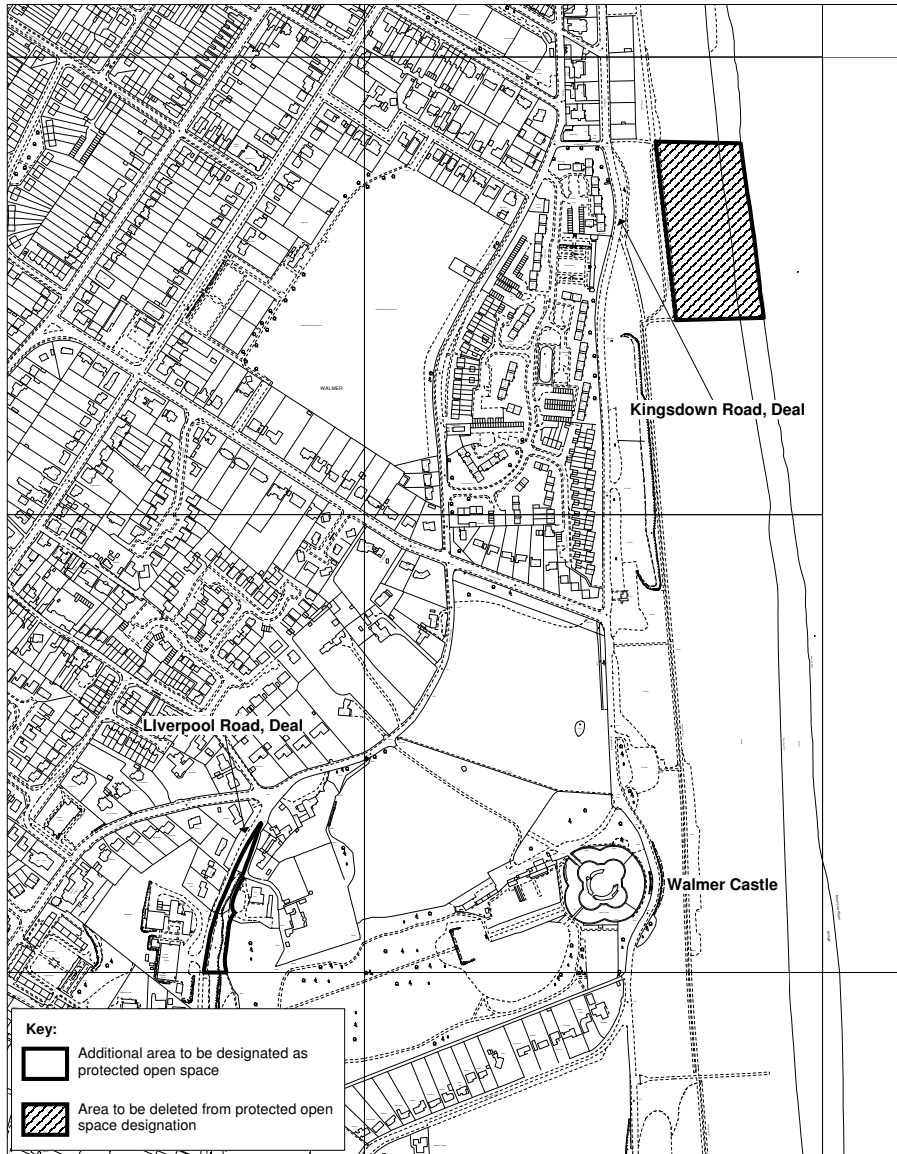 WALMER
Kingsdown Road, Deal
LIverpool Road, Deal
Walmer Castle
Key:
Additional area to be designated as
protected open space
Area to be deleted from protected open
space designation